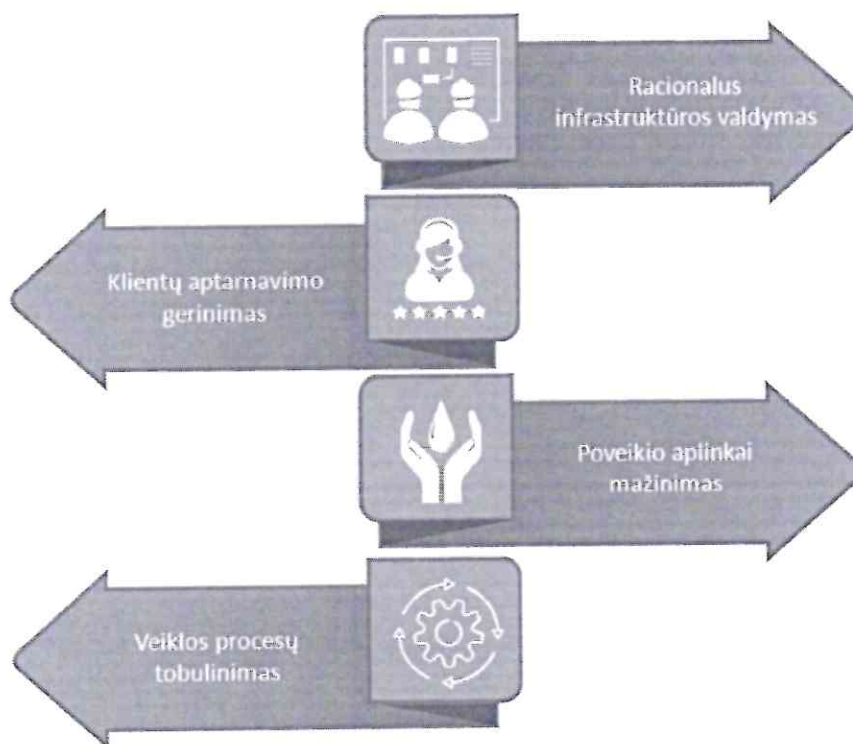 Racionalus
infrastruktūros valdymas
Klientų aptarnavimo
gerinimas
Poveikio aplinkai
mažinimas
Veiklos procesų
tobulinimas